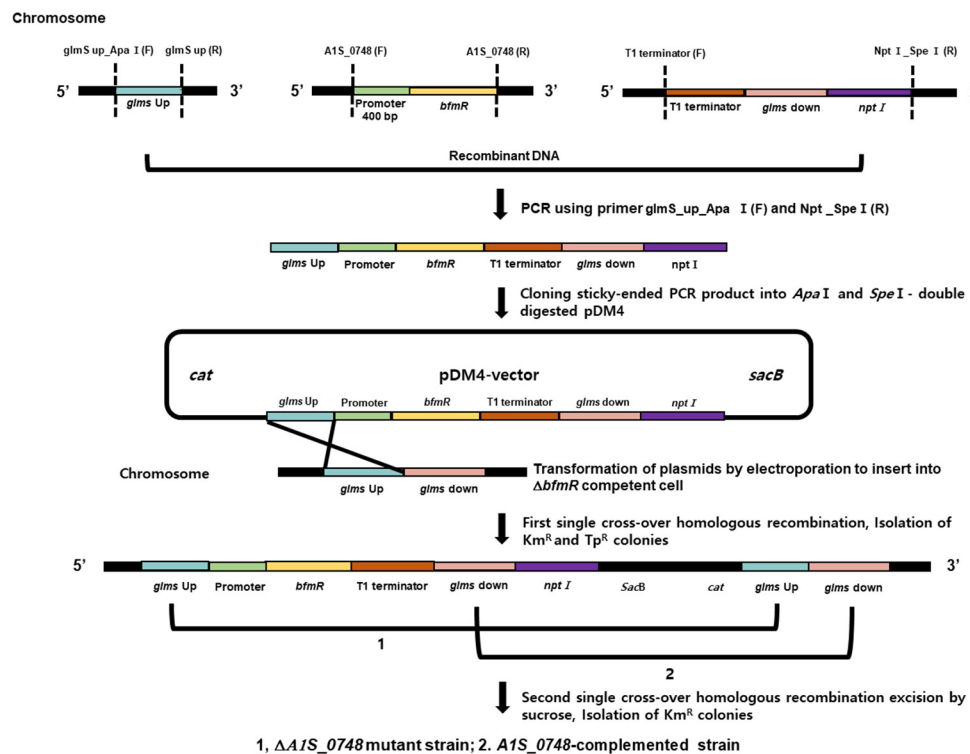 Chromosome
glmS up_Apa I (F) glmS up (R) A1S_0748 (F) A1S_0748 (R) T1 terminator (F) Npt I _Spe I (R)
5’ 3’ 5’ 3’ 5’ 3’
glms Up Promoter 400 bp bfmR T1 terminator glms down npt I
Recombinant DNA
PCR using primer glmS_up_Apa I (F) and Npt _Spe I (R)
glms Up Promoter bfmR T1 terminator glms down npt I
Cloning sticky-ended PCR product into Apa I and Spe I - double
digested pDM4
cat pDM4-vector sacB
glms Up Promoter bfmR T1 terminator glms down npt I
Chromosome
glms Up glms down
Transformation of plasmids by electroporation to insert into
ΔbfmR competent cell
First single cross-over homologous recombination, Isolation of
KmR and TpR colonies
5’ 3’
glms Up Promoter bfmR T1 terminator glms down npt I SacB cat glms Up glms down
1
2
Second single cross-over homologous recombination excision by
sucrose, Isolation of KmR colonies
1, ΔA1S_0748 mutant strain; 2. A1S_0748-complemented strain